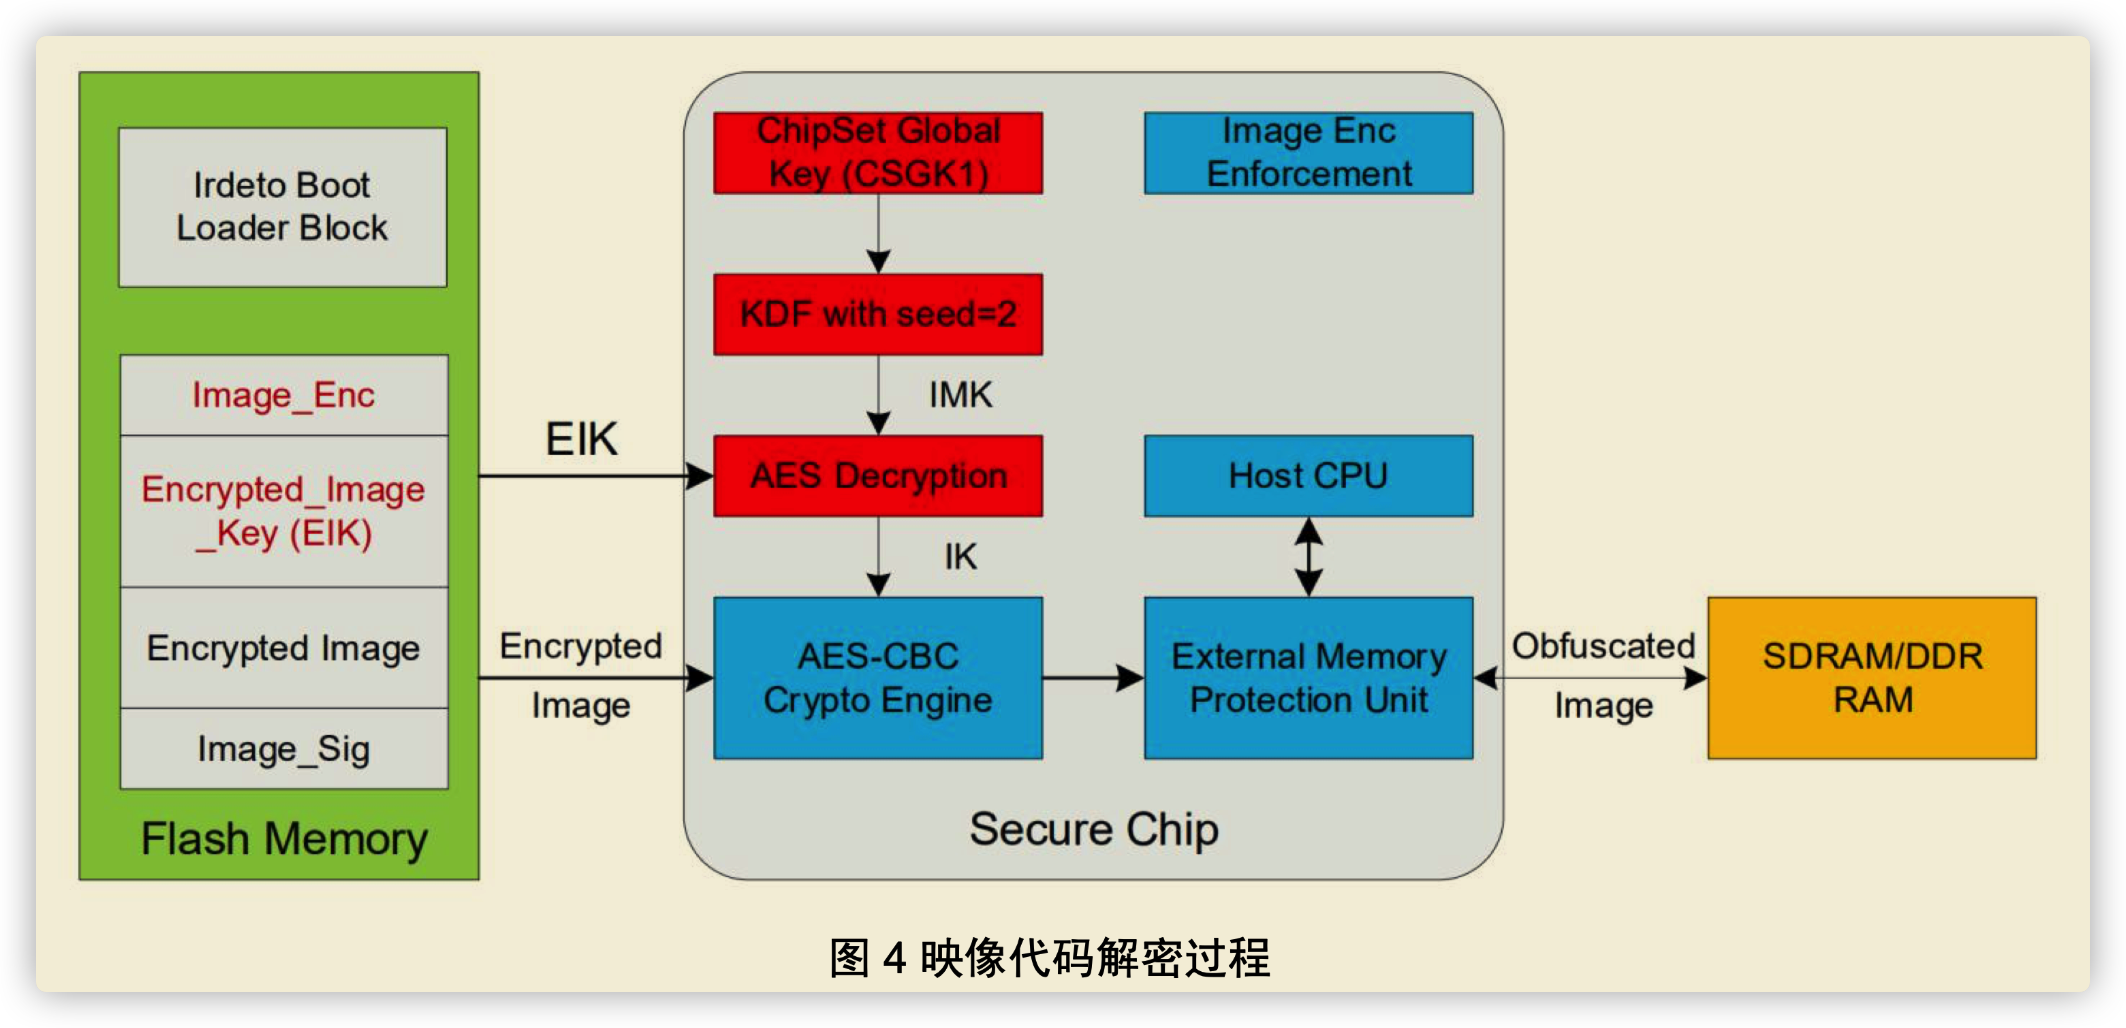 Irdeto Boot
Loader Block
Image_Enc
Encrypted_Image
_Key (EIK)
Encrypted Image
Image_Sig
Flash Memory
EIK
Encrypted
Image
ChipSet Global
Key (CSGK1)
KDF with seed=2
IMK
AES Decryption
IK
AES-CBC
Crypto Engine
Image Enc
Enforcement
Host CPU
External Memory
Protection Unit
Secure Chip
Obfuscated
Image
SDRAM/DDR
RAM
图 4 映像代码解密过程